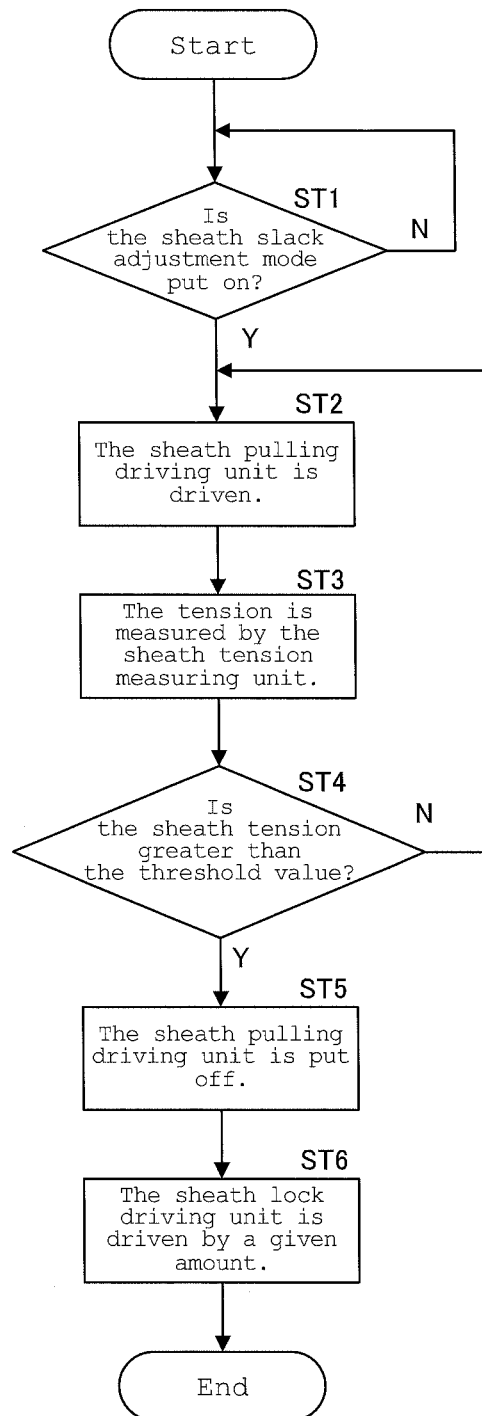 Start
ST1
Is
the sheath slack
adjustment mode
put on?
N
Y
ST2
The sheath pulling
driving unit is
driven.
ST3
The tension is
measured by the
sheath tension
measuring unit.
ST4
Is
the sheath tension
greater than
the threshold value?
N
Y
ST5
The sheath pulling
driving unit is put
off.
ST6
The sheath lock
driving unit is
driven by a given
amount.
End